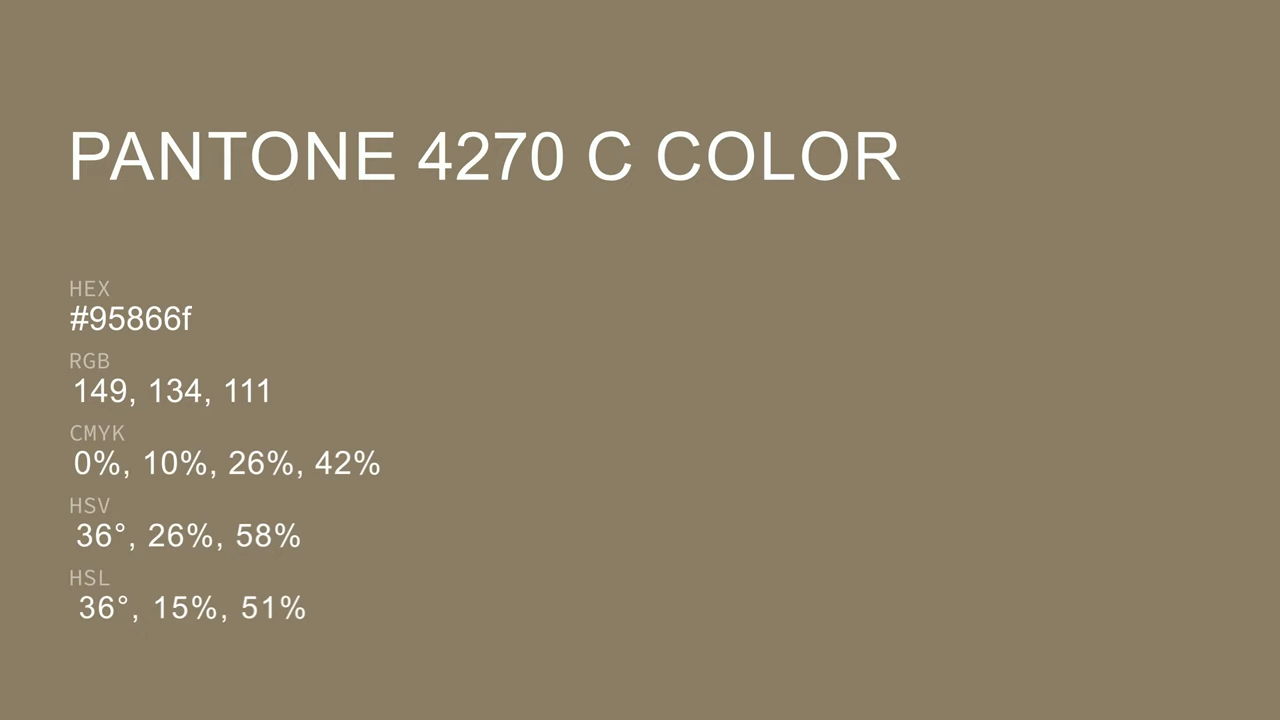 PANTONE 4270 C COLOR
HEX
#95866f
RGB
149, 134, 111
CMYK
0%, 10%, 26%, 42%
HSV
36°, 26%, 58%
HSL
36°, 15%, 51%